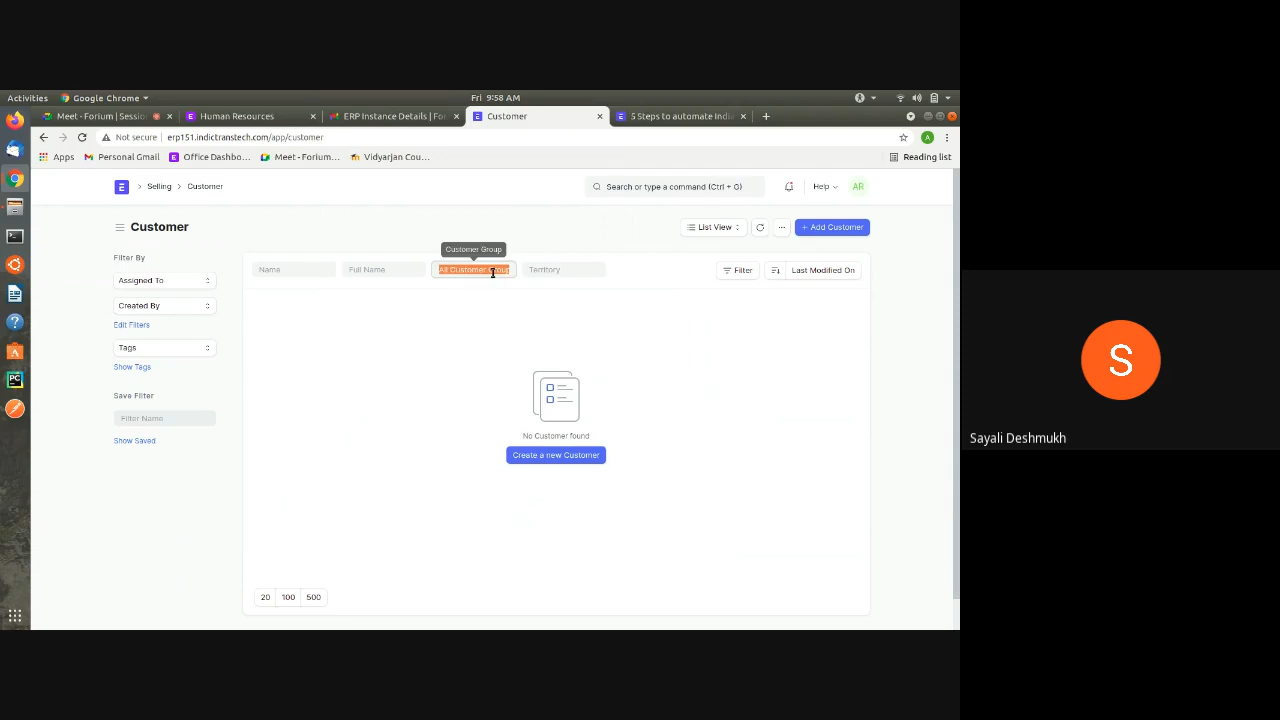 Activities
Google Chrome
Fri 9:58 AM
Meet - Forium | Sessio
Human Resources
ERP Instance Details | Fo
Customer
5 Steps to automate India
Not secure
erp151.indictranstech.com/app/customer
A
Apps
Personal Gmail
Office Dashbo...
Meet - Forium...
Vidyarjan Cou...
Reading list
E
Selling
Customer
Search or type a command (Ctrl + G)
Help
AR
Customer
List View
+ Add Customer
Customer Group
Filter By
Name
Full Name
All Customer Group
Territory
Filter
Last Modified On
Assigned To
Created By
Edit Filters
Tags
Show Tags
Save Filter
Filter Name
Show Saved
No Customer found
Create a new Customer
20
100
500
S
Sayali Deshmukh